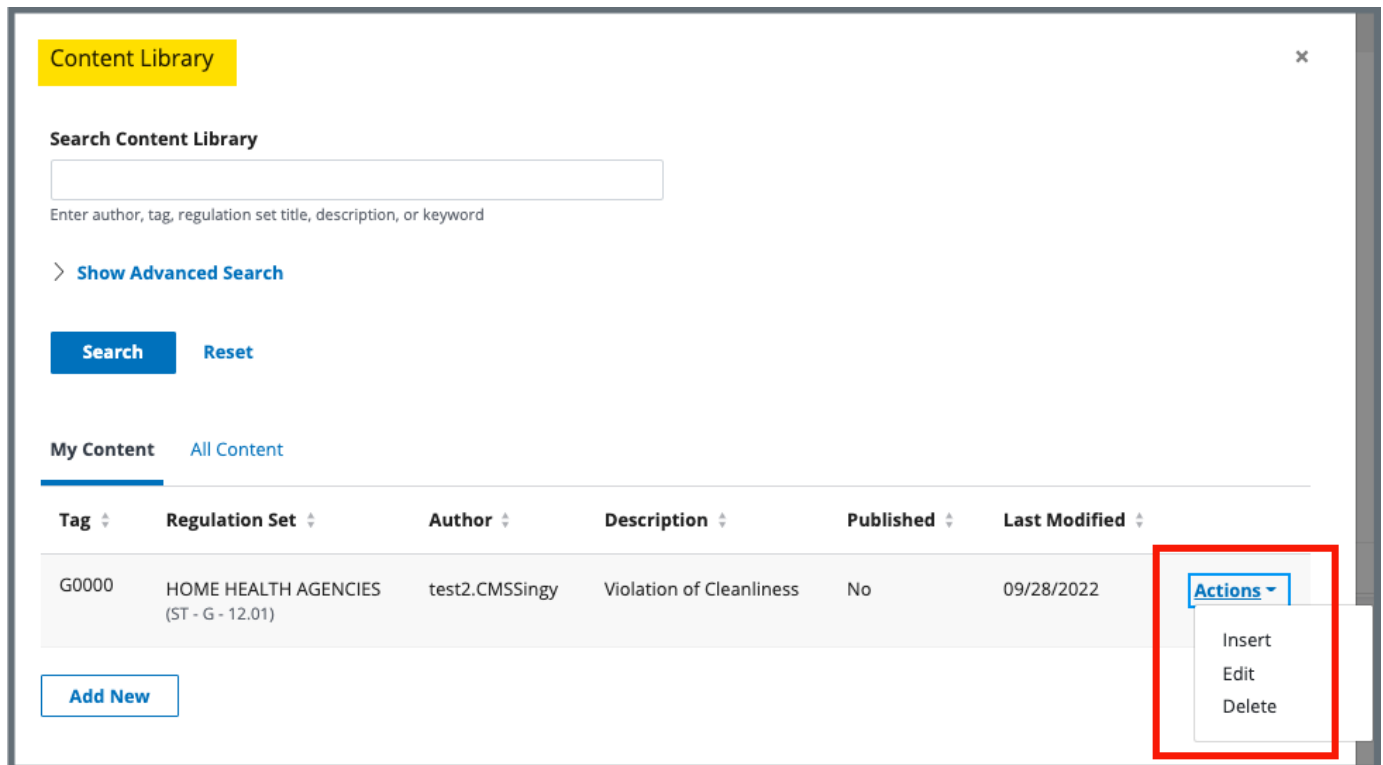 Content Library
×
Search Content Library
Enter author, tag, regulation set title, description, or keyword
Show Advanced Search
Search Reset
My Content All Content
Tag Regulation Set Author Description Published Last Modified
G0000 HOME HEALTH AGENCIES test2.CMSSingy Violation of Cleanliness No 09/28/2022 Actions
(ST - G - 12.01)
Insert
Edit
Delete
Add New